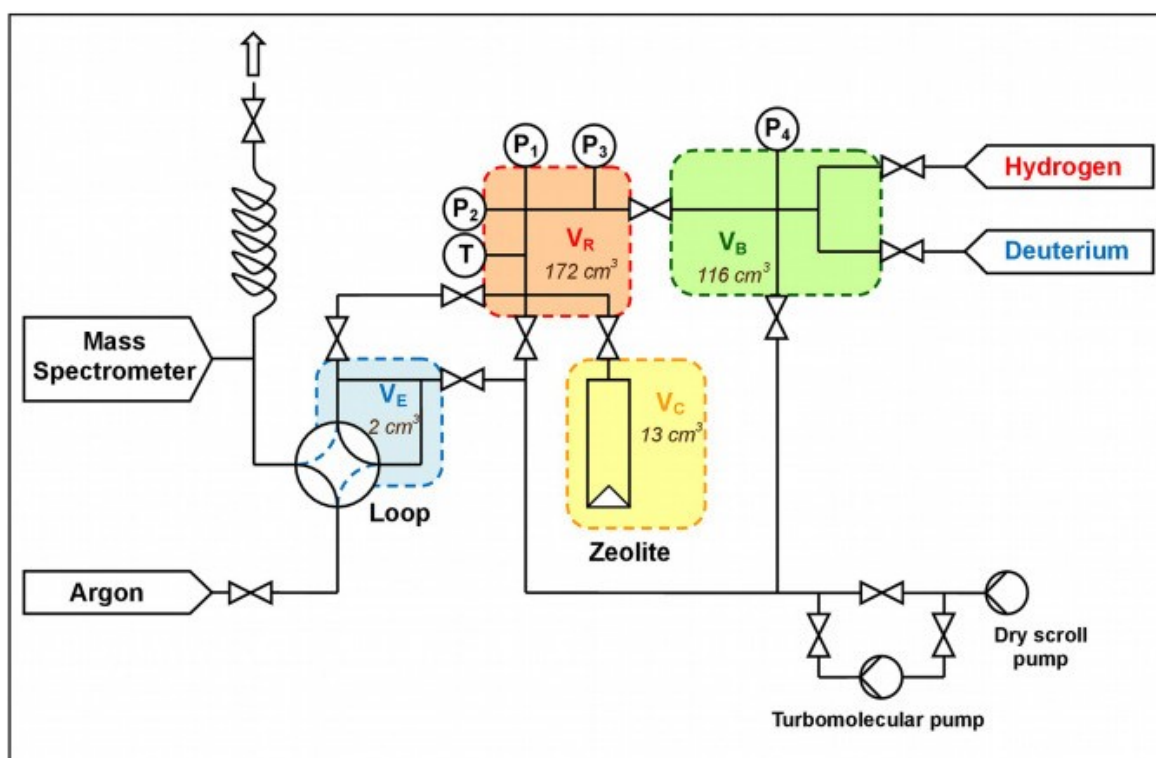 P4
P1
P3
Hydrogen
P2
VR
172 cm3
VB
116 cm3
T
Deuterium
Mass
Spectrometer
VE
2 cm3
VC
13 cm3
Loop
Zeolite
Argon
Dry scroll
pump
Turbomolecular pump